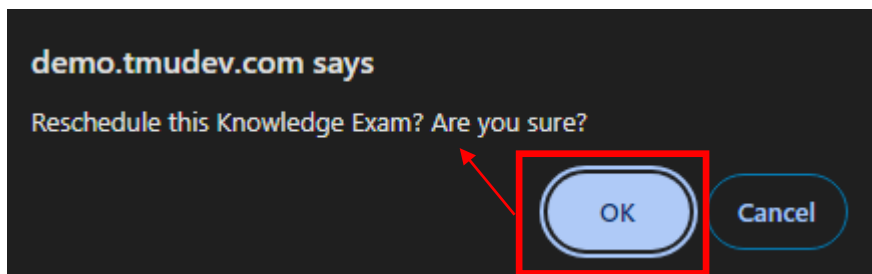 demo.tmudev.com says
Reschedule this Knowledge Exam? Are you sure?
OK
Cancel